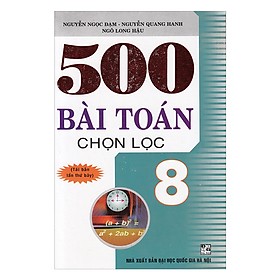 NGUYỄN NGỌC ĐẠM - NGUYỄN QUANG HANH
NGÔ LONG HẬU
500
BÀI TOÁN
CHỌN LỌC
8
(Tái bản
lần thứ bảy)
(a + b)² =
a² + 2ab + b²
NHÀ XUẤT BẢN ĐẠI HỌC QUỐC GIA HÀ NỘI